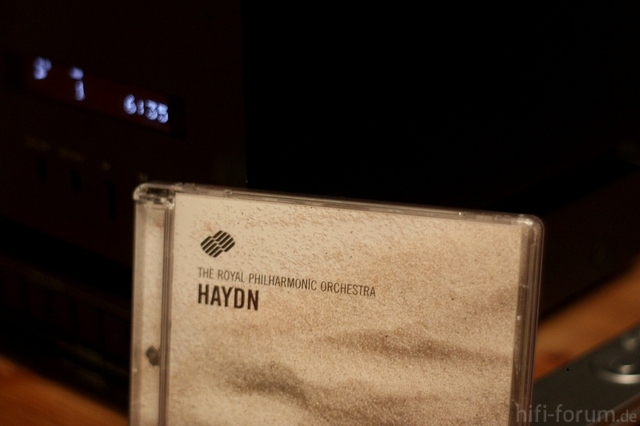 6:35
THE ROYAL PHILHARMONIC ORCHESTRA
HAYDN
hifi-forum.de